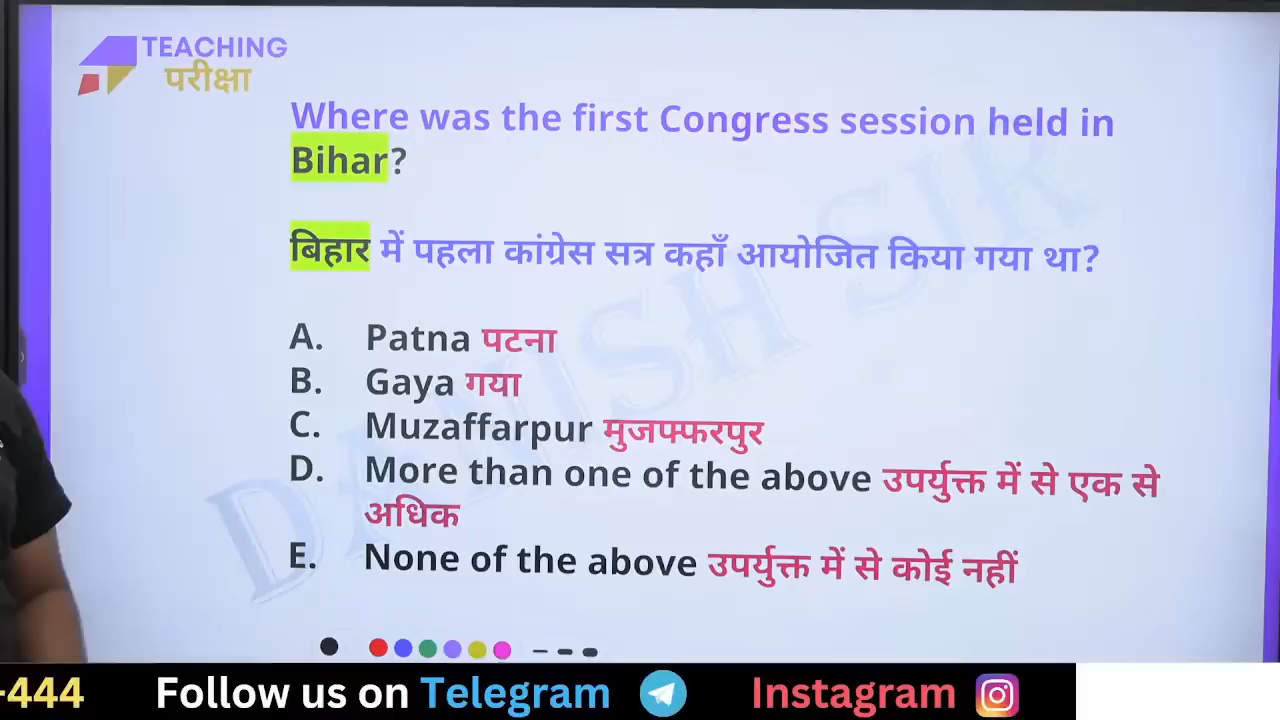 TEACHING
परीक्षा
Where was the first Congress session held in
Bihar?
बिहार में पहला कांग्रेस सत्र कहाँ आयोजित किया गया था?
A. Patna पटना
B. Gaya गया
C. Muzaffarpur मुजफ्फरपुर
D. More than one of the above उपर्युक्त में से एक से
अधिक
E. None of the above उपर्युक्त में से कोई नहीं
DANISH SIR
-444 Follow us on Telegram Instagram